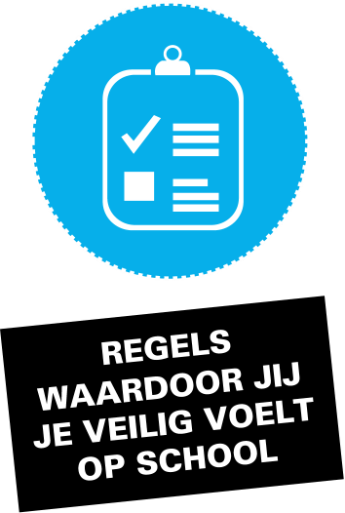 REGELS
WAARDOOR JIJ
JE VEILIG VOELT
OP SCHOOL